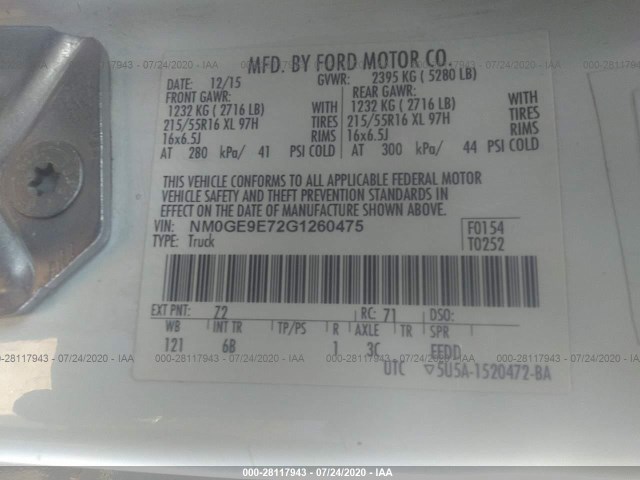 MFD. BY FORD MOTOR CO.
DATE: 12/15 GVWR: 2395 KG ( 5280 LB)
FRONT GAWR: REAR GAWR:
1232 KG ( 2716 LB) WITH 1232 KG ( 2716 LB) WITH
215/55R16 XL 97H TIRES 215/55R16 XL 97H TIRES
16x6.5J RIMS 16x6.5J RIMS
AT 280 kPa/ 41 PSI COLD AT 300 kPa/ 44 PSI COLD
THIS VEHICLE CONFORMS TO ALL APPLICABLE FEDERAL MOTOR
VEHICLE SAFETY AND THEFT PREVENTION STANDARDS IN
EFFECT ON THE DATE OF MANUFACTURE SHOWN ABOVE.
VIN: NM0GE9E72G1260475 F0154
TYPE: Truck T0252
EXT PNT: Z2 RC: 71 DSO:
WB INT TR TP/PS R AXLE TR SPR
121 6B 1 3C EEDD
UTC ▽5U5A-1520472-BA
000-28117943 - 07/24/2020 - IAA